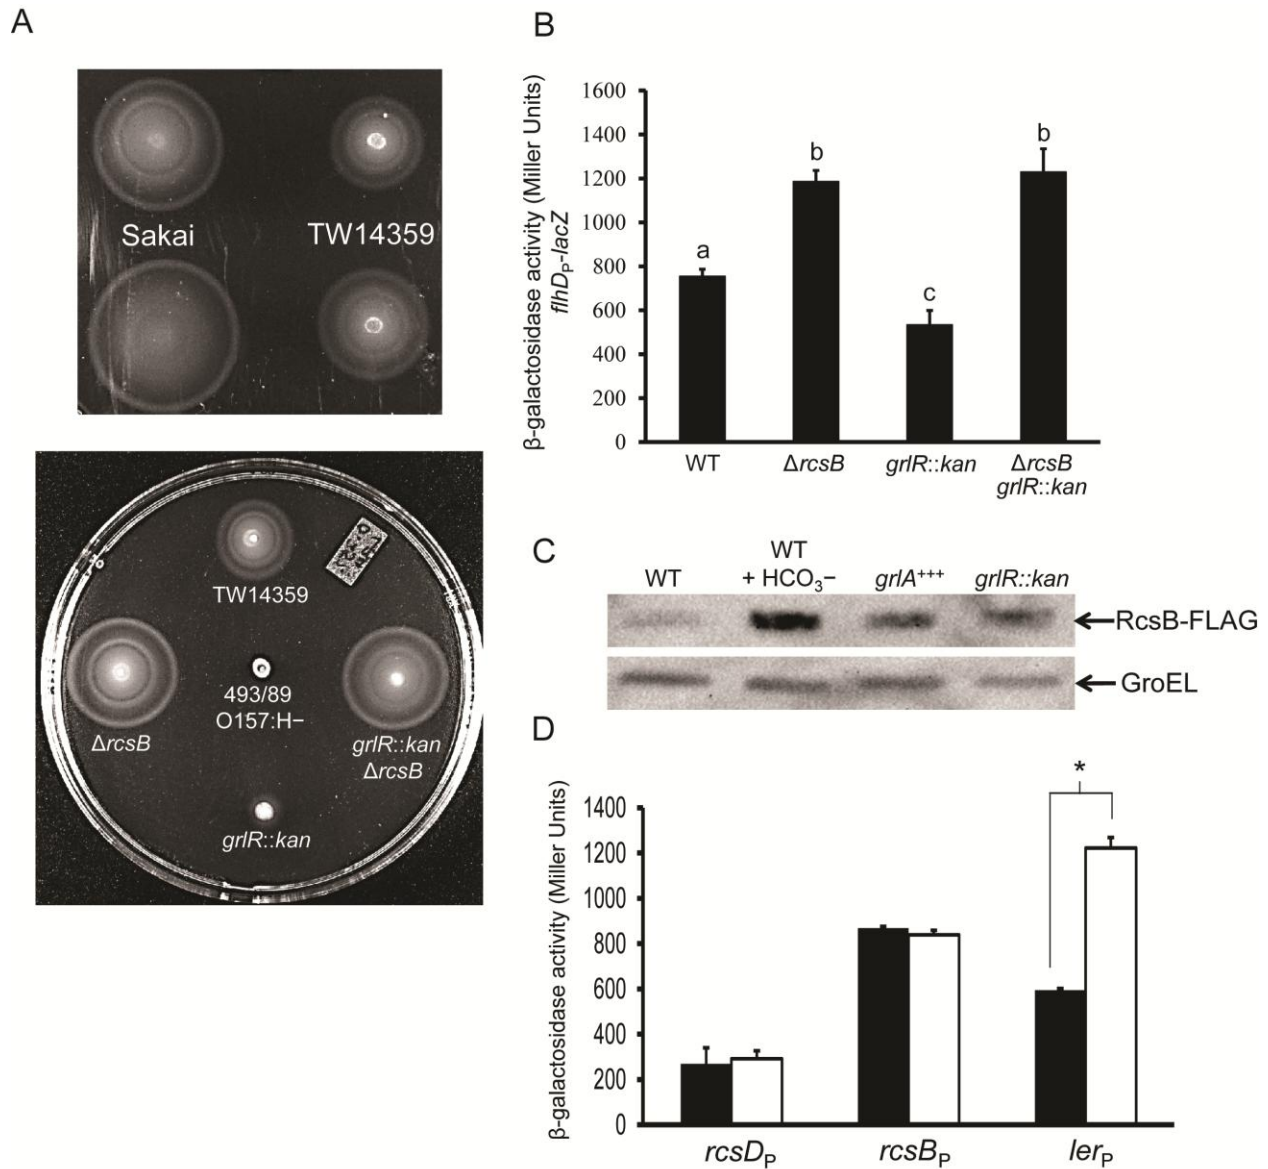 A
Sakai
TW14359
TW14359
ΔrcsB
493/89
O157:H−
grlR::kan
ΔrcsB
grlR::kan
B
β-galactosidase activity (Miller Units)
flhDP-lacZ
1600
1400
1200
1000
800
600
400
200
0
a
b
c
b
WT
ΔrcsB
grlR::kan
ΔrcsB
grlR::kan
C
WT
WT
+ HCO3−
grlA+++
grlR::kan
RcsB-FLAG
GroEL
D
β-galactosidase activity (Miller Units)
1400
1200
1000
800
600
400
200
0
*
rcsDP
rcsBP
lerP